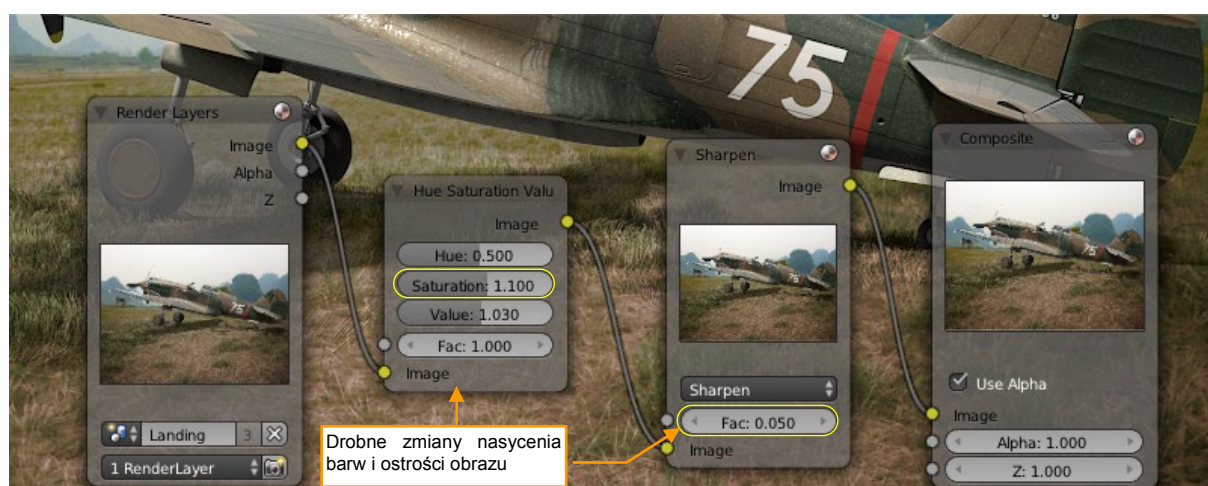 75
Render Layers
Image
Alpha
Z
Landing 3
1 RenderLayer
Hue Saturation Valu
Image
Hue: 0.500
Saturation: 1.100
Value: 1.030
Fac: 1.000
Image
Drobne zmiany nasycenia
barw i ostrości obrazu
Sharpen
Image
75
Sharpen
Fac: 0.050
Image
Composite
75
Use Alpha
Image
Alpha: 1.000
Z: 1.000